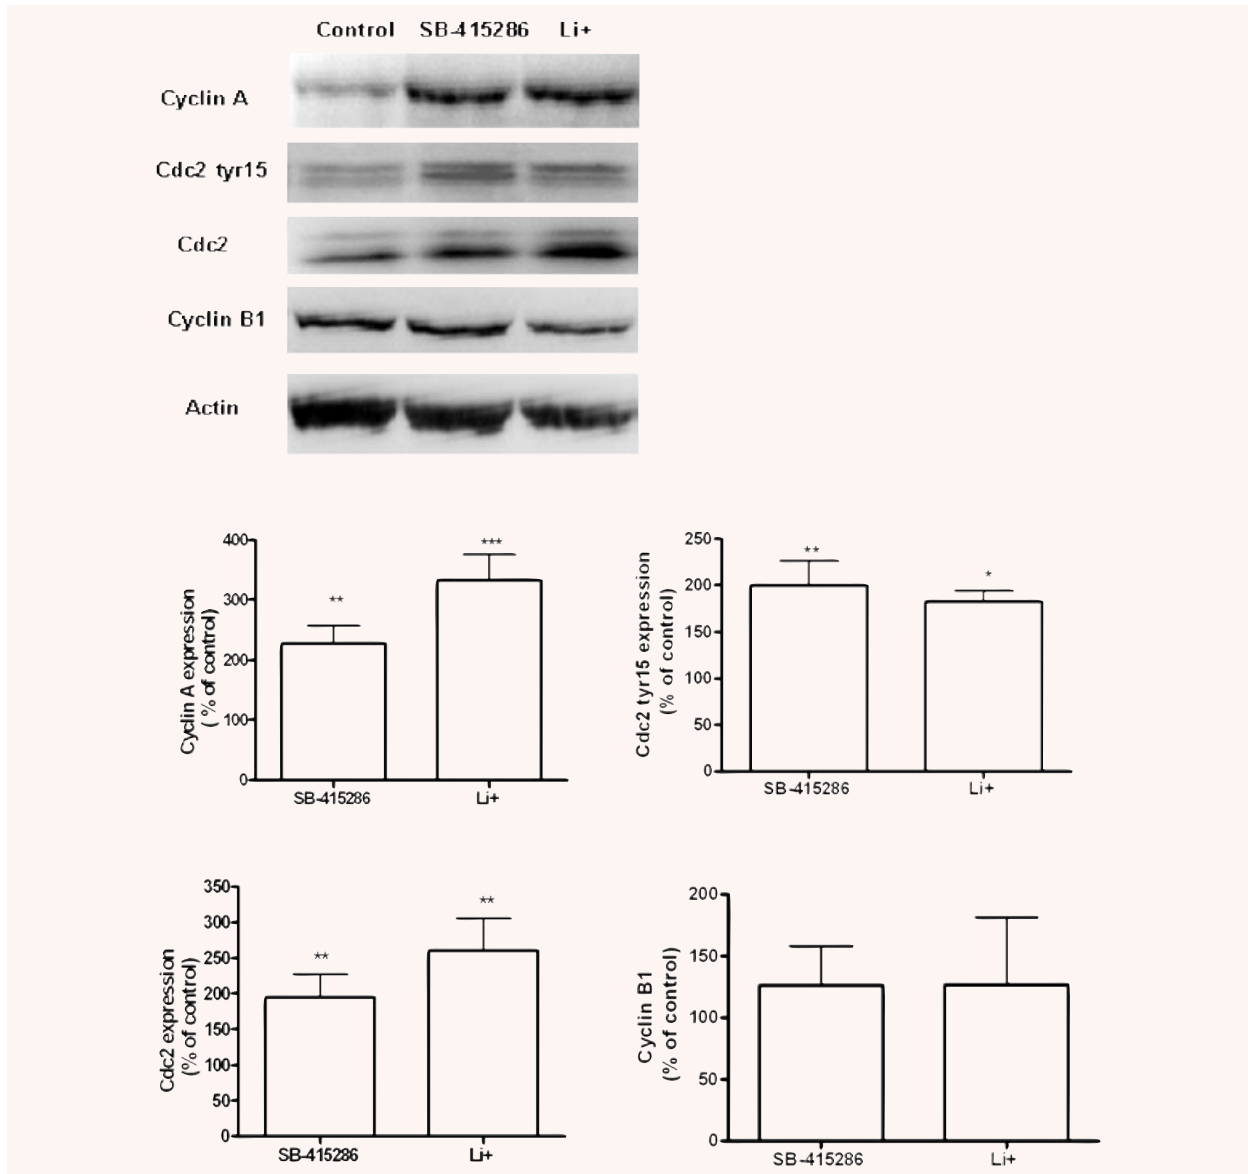 Control SB-415286 Li+
Cyclin A
Cdc2 tyr15
Cdc2
Cyclin B1
Actin
Cyclin A expression
( % of control)
400
300
200
100
0
**
***
SB-415286 Li+
Cdc2 tyr15 expression
(% of control)
250
200
150
100
50
0
**
*
SB-415286 Li+
Cdc2 expression
(% of control)
350
300
250
200
150
100
50
0
**
**
SB-415286 Li+
Cyclin B1
(% of control)
200
150
100
50
0
SB-415286 Li+